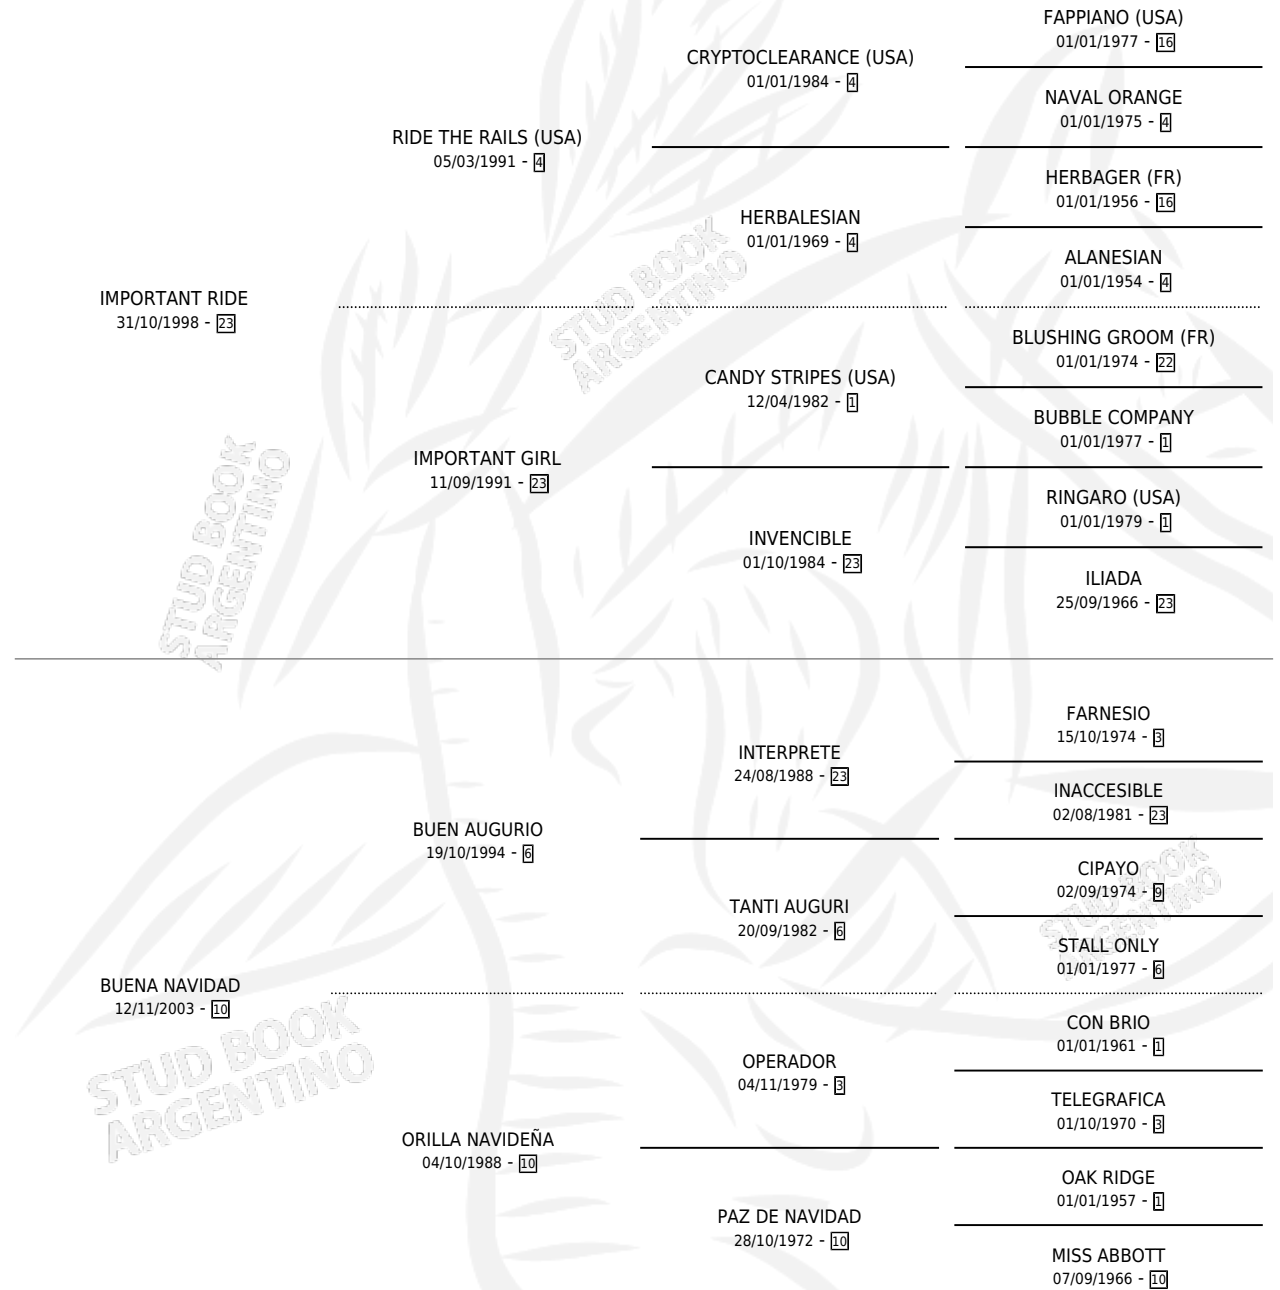 FAPPIANO (USA)
01/01/1977 - 16
CRYPTOCLEARANCE (USA)
01/01/1984 - 4
NAVAL ORANGE
01/01/1975 - 4
RIDE THE RAILS (USA)
05/03/1991 - 4
HERBAGER (FR)
01/01/1956 - 16
HERBALESIAN
01/01/1969 - 4
ALANESIAN
01/01/1954 - 4
IMPORTANT RIDE
31/10/1998 - 23
BLUSHING GROOM (FR)
01/01/1974 - 22
CANDY STRIPES (USA)
12/04/1982 - 1
BUBBLE COMPANY
01/01/1977 - 1
IMPORTANT GIRL
11/09/1991 - 23
RINGARO (USA)
01/01/1979 - 1
INVENCIBLE
01/10/1984 - 23
ILIADA
25/09/1966 - 23
FARNESIO
15/10/1974 - 3
INTERPRETE
24/08/1988 - 23
INACCESIBLE
02/08/1981 - 23
BUEN AUGURIO
19/10/1994 - 6
CIPAYO
02/09/1974 - 9
TANTI AUGURI
20/09/1982 - 6
STALL ONLY
01/01/1977 - 6
BUENA NAVIDAD
12/11/2003 - 10
CON BRIO
01/01/1961 - 1
OPERADOR
04/11/1979 - 3
TELEGRAFICA
01/10/1970 - 3
ORILLA NAVIDEÑA
04/10/1988 - 10
OAK RIDGE
01/01/1957 - 1
PAZ DE NAVIDAD
28/10/1972 - 10
MISS ABBOTT
07/09/1966 - 10
STUD BOOK
ARGENTINO
STUD BOOK
ARGENTINO
STUD BOOK
ARGENTINO
STUD BOOK
ARGENTINO